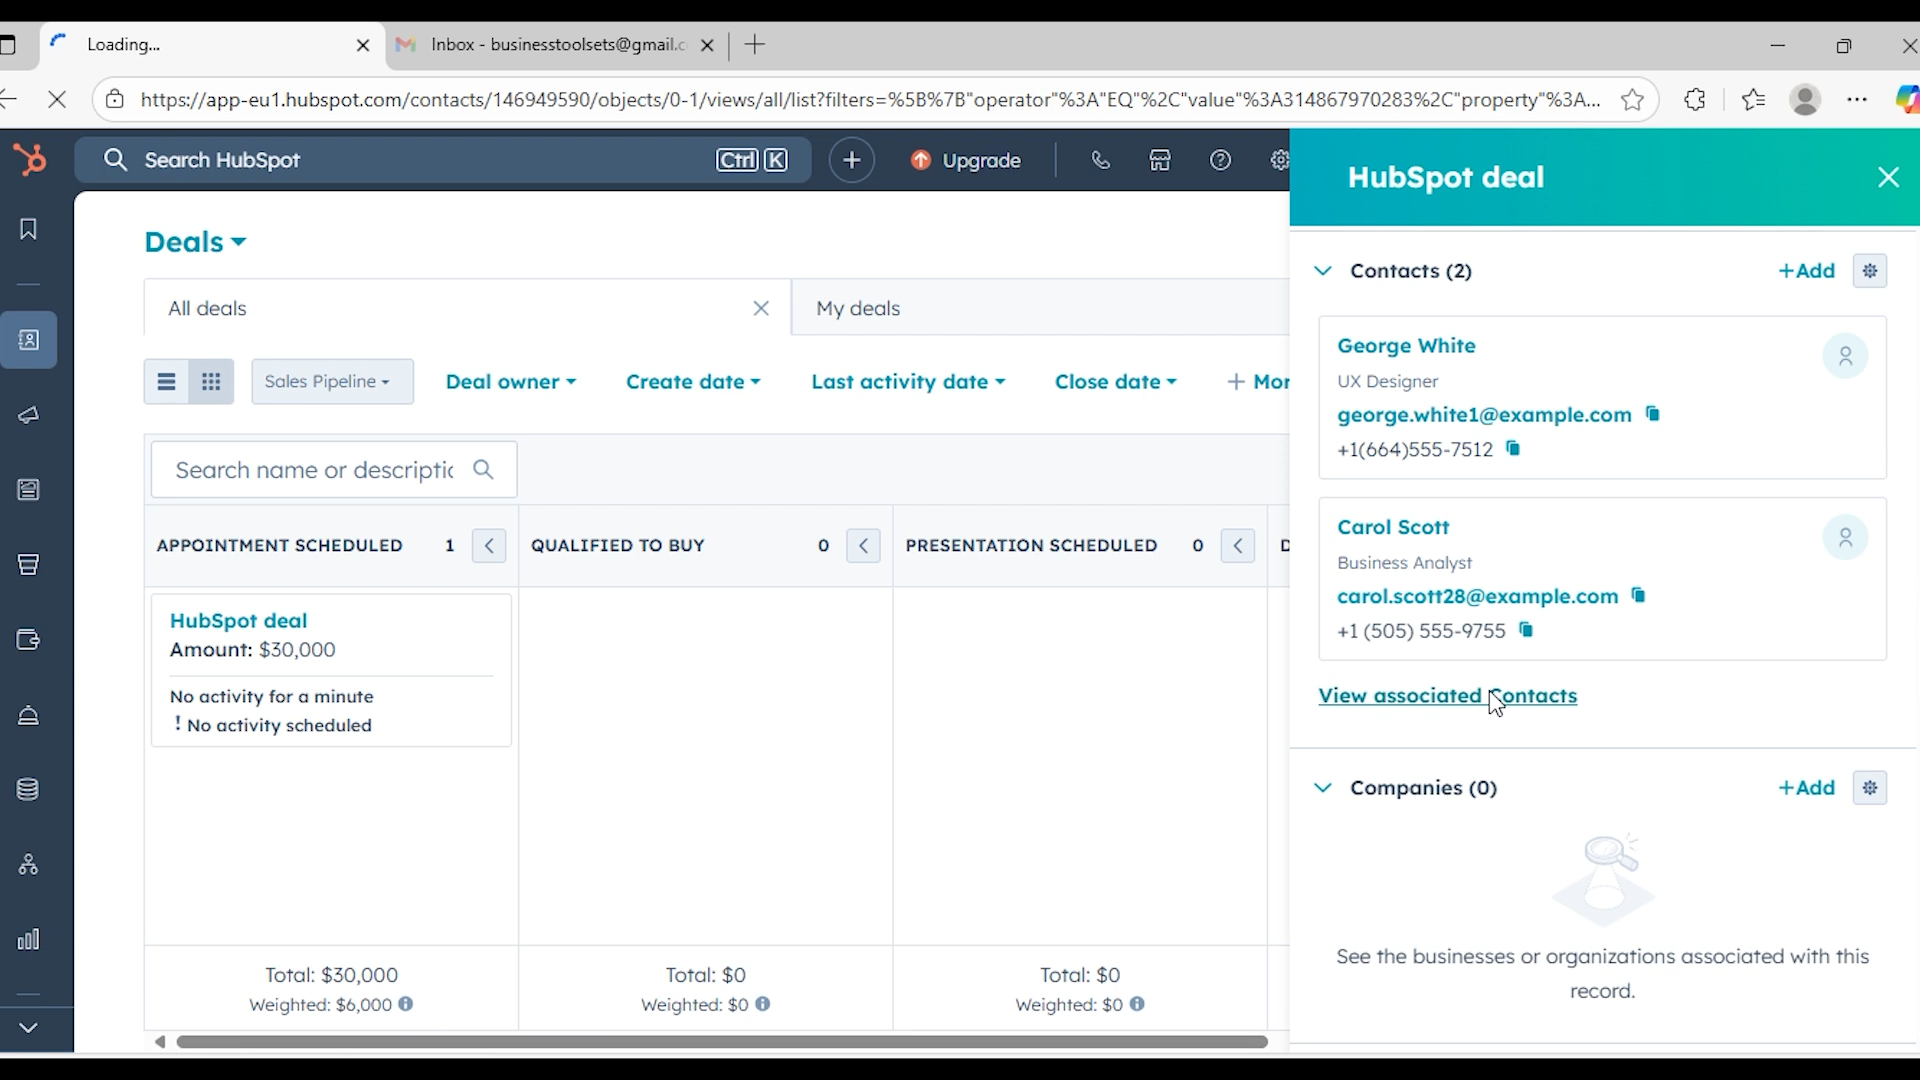 Loading...
Inbox - businesstoolsets@gmail.c
https://app-eu1.hubspot.com/contacts/146949590/objects/0-1/views/all/list?filters=%5B%7B"operator"%3A"EQ"%2C"value"%3A314867970283%2C"property"%3A...
Search HubSpot
Ctrl K
Upgrade
HubSpot deal
Deals
All deals
My deals
Sales Pipeline
Deal owner
Create date
Last activity date
Close date
+ Mor
Search name or descriptic
APPOINTMENT SCHEDULED 1
QUALIFIED TO BUY 0
PRESENTATION SCHEDULED 0
D
HubSpot deal
Amount: $30,000
No activity for a minute
! No activity scheduled
Total: $30,000
Weighted: $6,000
Total: $0
Weighted: $0
Total: $0
Weighted: $0
Contacts (2)
+Add
George White
UX Designer
george.white1@example.com
+1(664)555-7512
Carol Scott
Business Analyst
carol.scott28@example.com
+1 (505) 555-9755
View associated Contacts
Companies (0)
+Add
See the businesses or organizations associated with this
record.